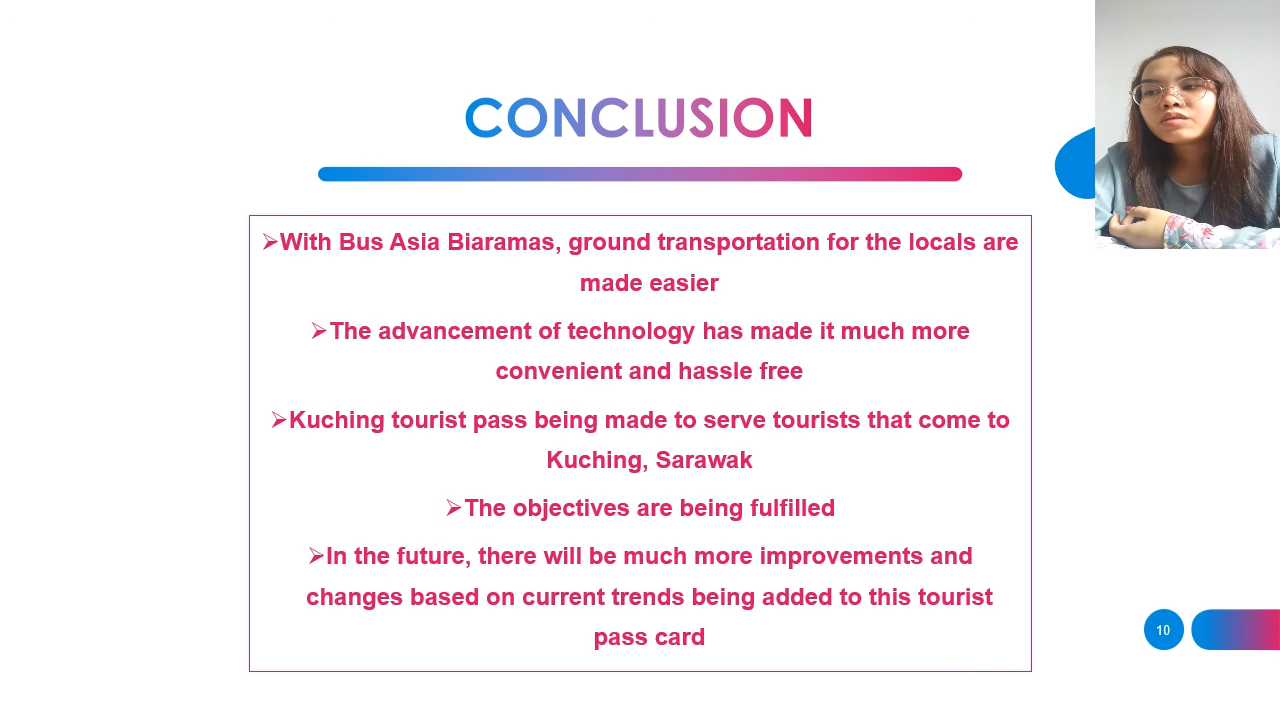 CONCLUSION
➢With Bus Asia Biaramas, ground transportation for the locals are
made easier
➢The advancement of technology has made it much more
convenient and hassle free
➢Kuching tourist pass being made to serve tourists that come to
Kuching, Sarawak
➢The objectives are being fulfilled
➢In the future, there will be much more improvements and
changes based on current trends being added to this tourist
pass card
10